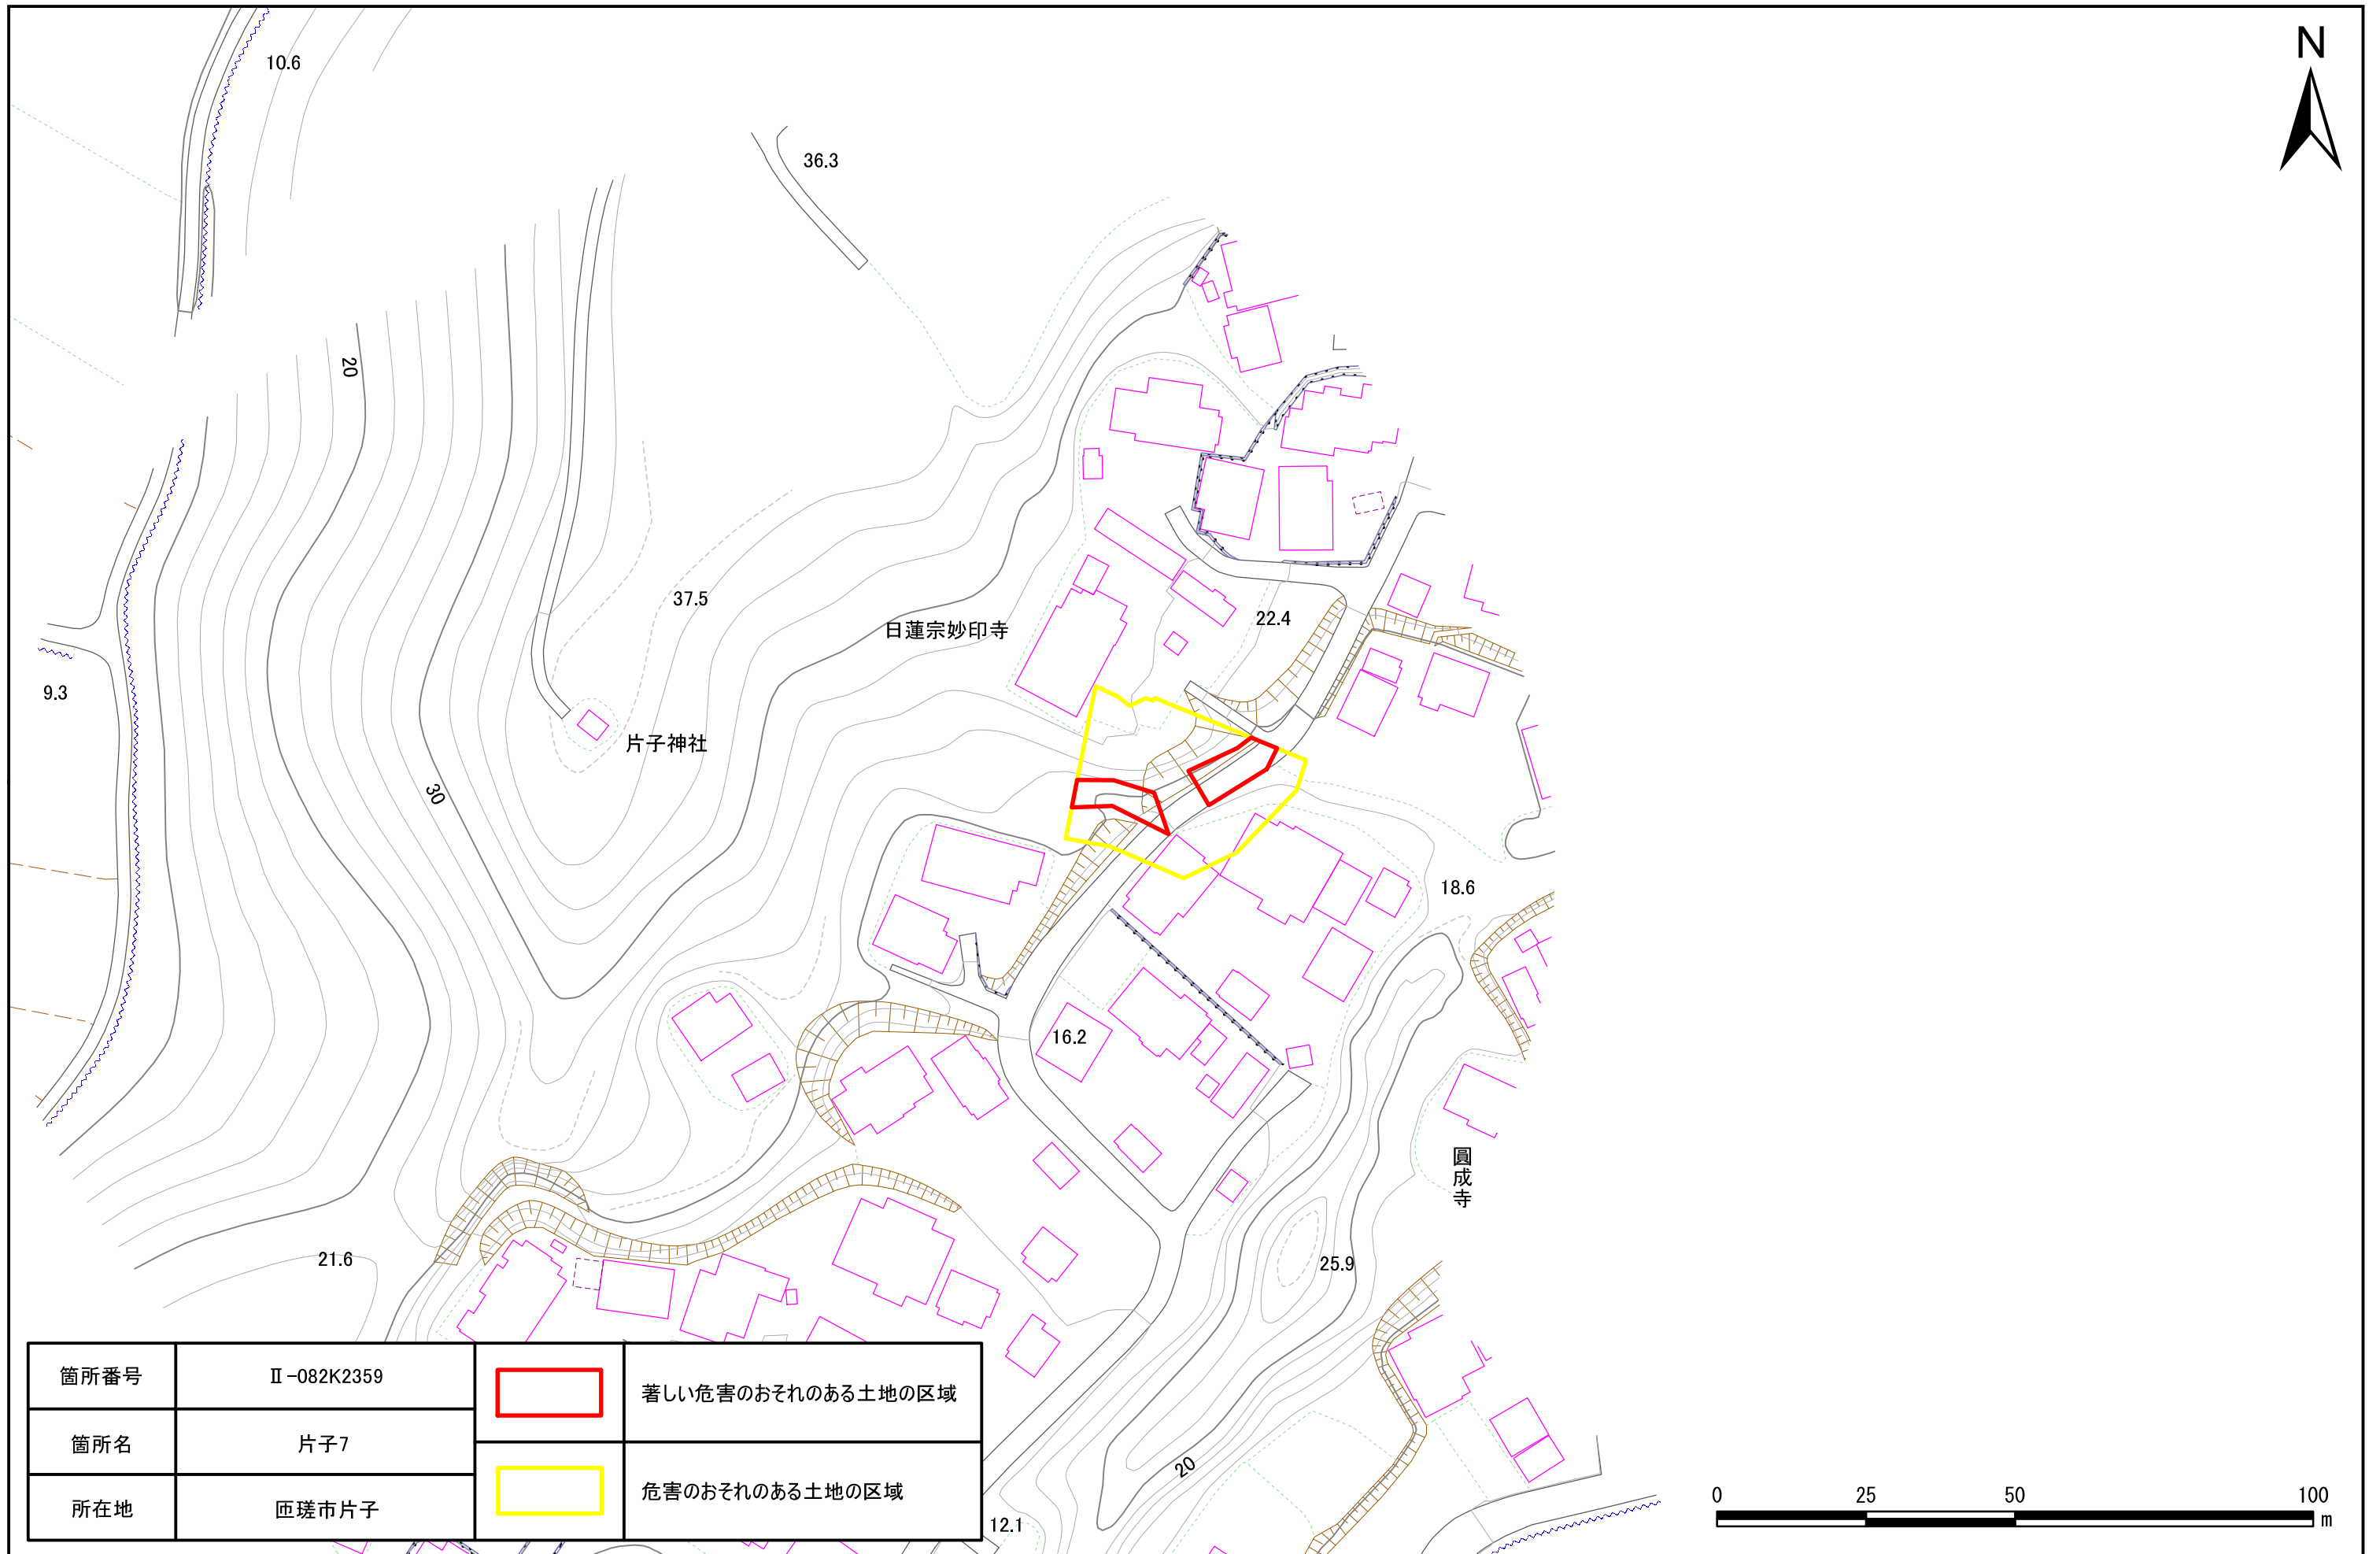 N
10.6
36.3
20
37.5
日蓮宗妙印寺
22.4
9.3
片子神社
30
18.6
16.2
圓成寺
21.6
25.9
20
12.1
箇所番号 Ⅱ-082K2359
箇所名 片子7
所在地 匝瑳市片子
著しい危害のおそれのある土地の区域
危害のおそれのある土地の区域
0 25 50 100
m